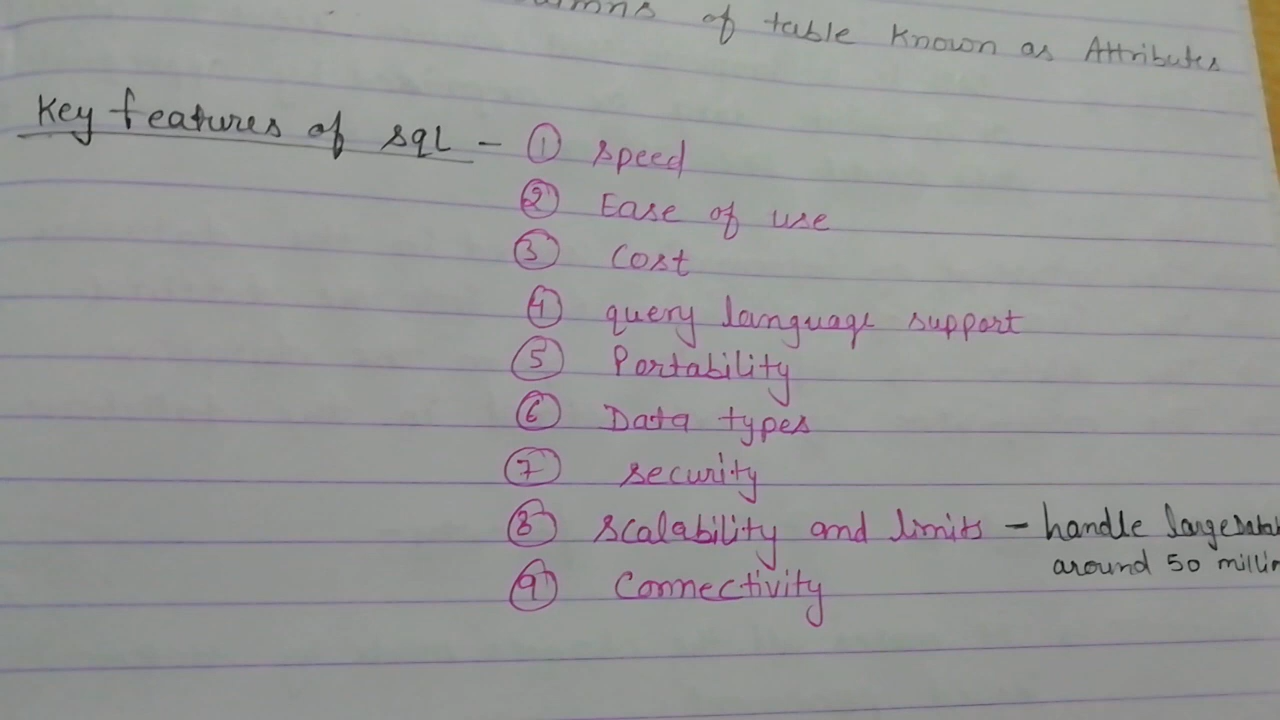 of table known as Attributes
Key features of sql - ① speed
② Ease of use
③ Cost
④ query language support
⑤ Portability
⑥ Data types
⑦ security
⑧ scalability and limits - handle large
around 50
⑨ Connectivity